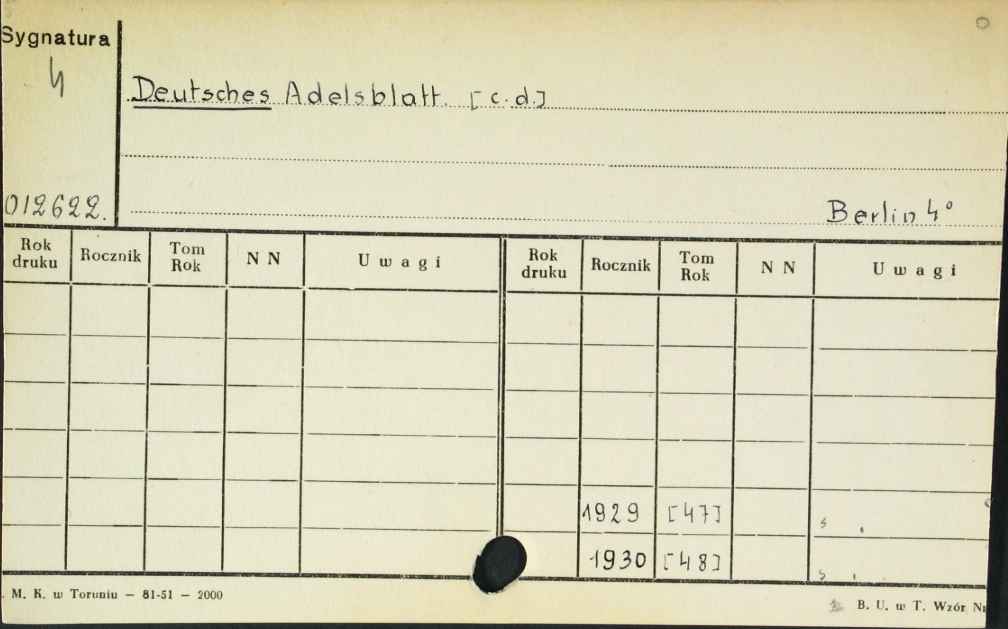 Sygnatura
4
Deutsches Adelsblatt. [c.d.]
012622.
Berlin 4°
Rok druku Rocznik Tom Rok N N Uwagi Rok druku Rocznik Tom Rok N N Uwagi
1929 [47]
1930 [48]
. M. K. w Toruniu — 81-51 — 2000
B. U. w T. Wzór